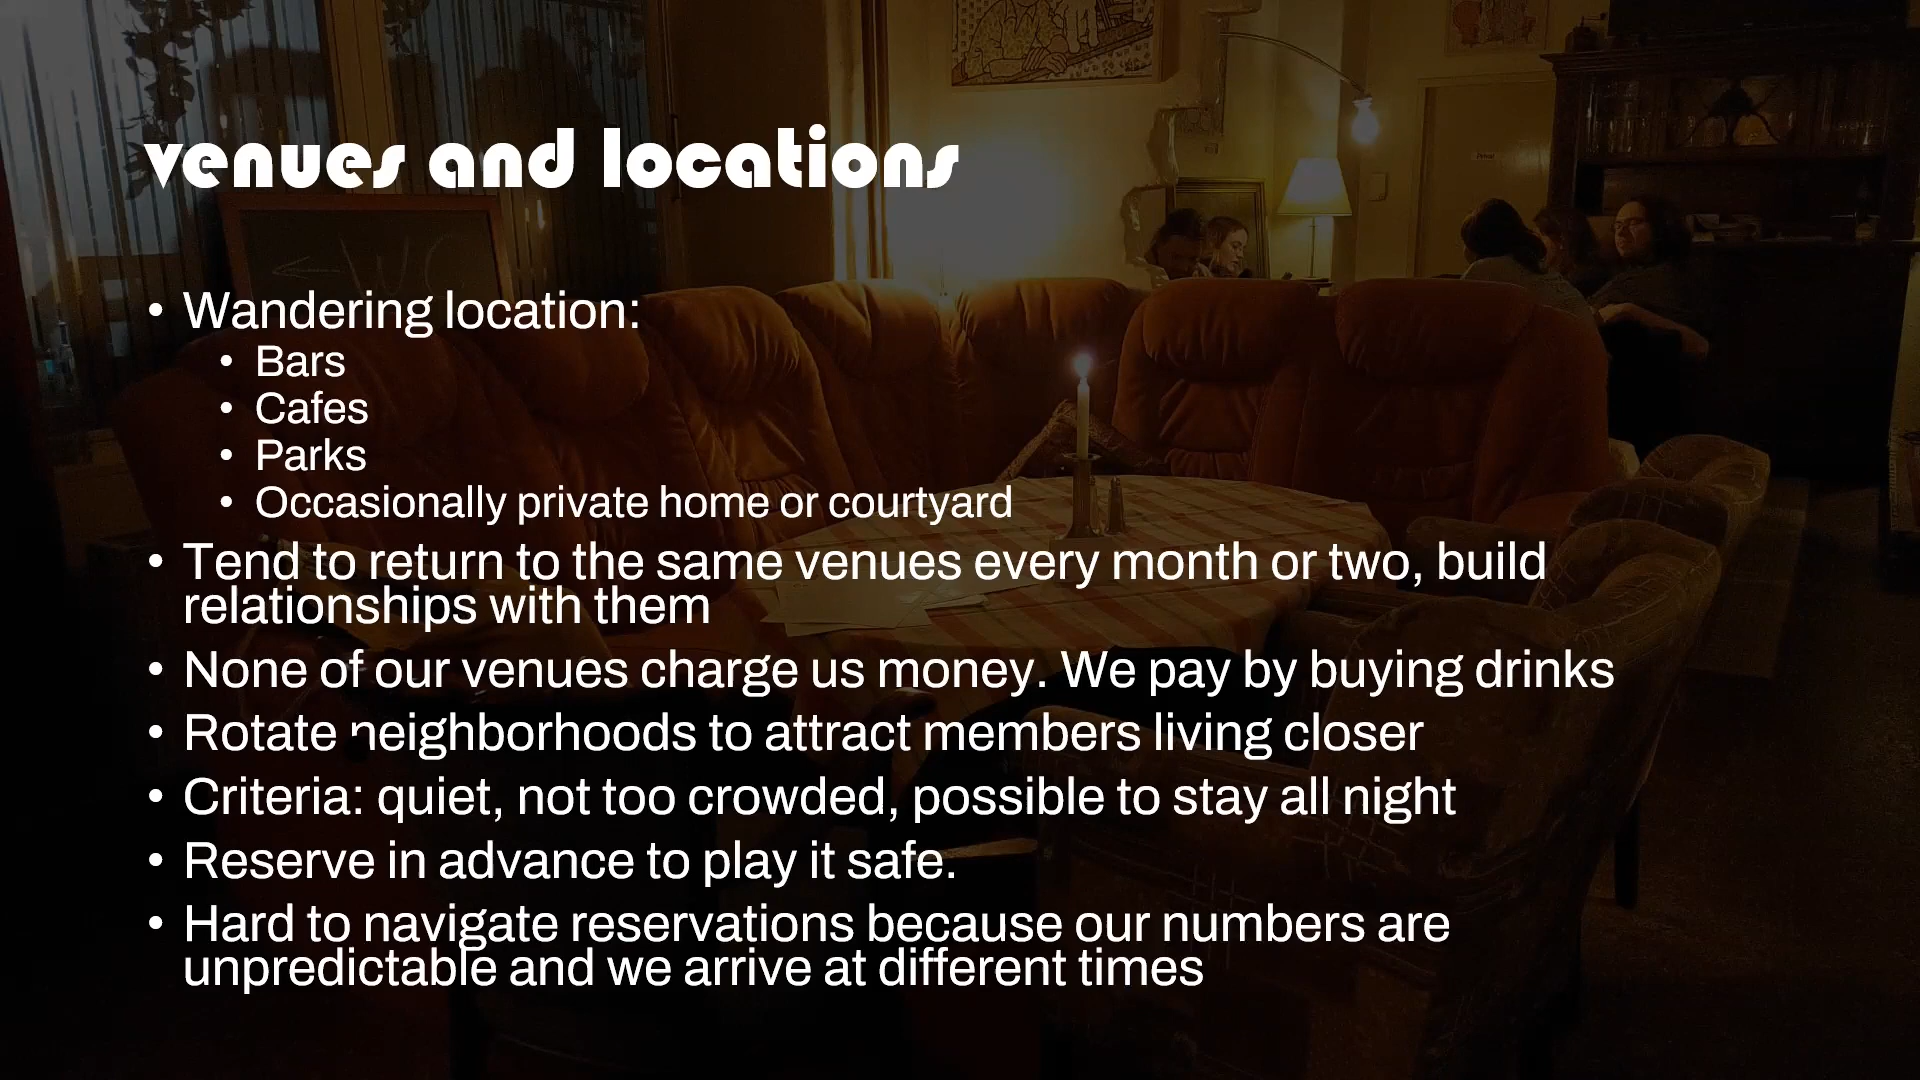 venues and locations
WC
• Wandering location:
• Bars
• Cafes
• Parks
• Occasionally private home or courtyard
• Tend to return to the same venues every month or two, build
relationships with them
• None of our venues charge us money. We pay by buying drinks
• Rotate neighborhoods to attract members living closer
• Criteria: quiet, not too crowded, possible to stay all night
• Reserve in advance to play it safe.
• Hard to navigate reservations because our numbers are
unpredictable and we arrive at different times